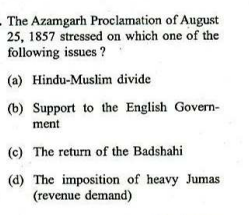 The Azamgarh Proclamation of August
25, 1857 stressed on which one of the
following issues ?
(a) Hindu-Muslim divide
(b) Support to the English Govern-
ment
(c) The return of the Badshahi
(d) The imposition of heavy Jumas
(revenue demand)